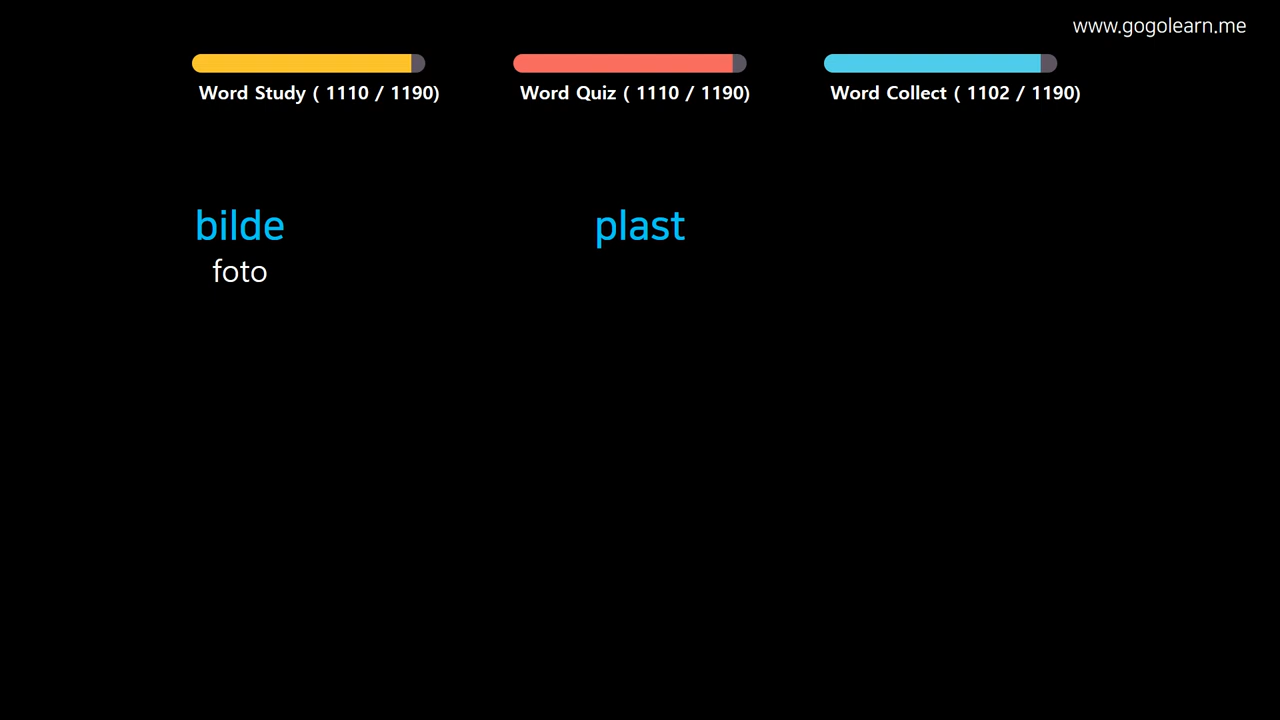 www.gogolearn.me
Word Study ( 1110 / 1190)
Word Quiz ( 1110 / 1190)
Word Collect ( 1102 / 1190)
bilde
plast
foto